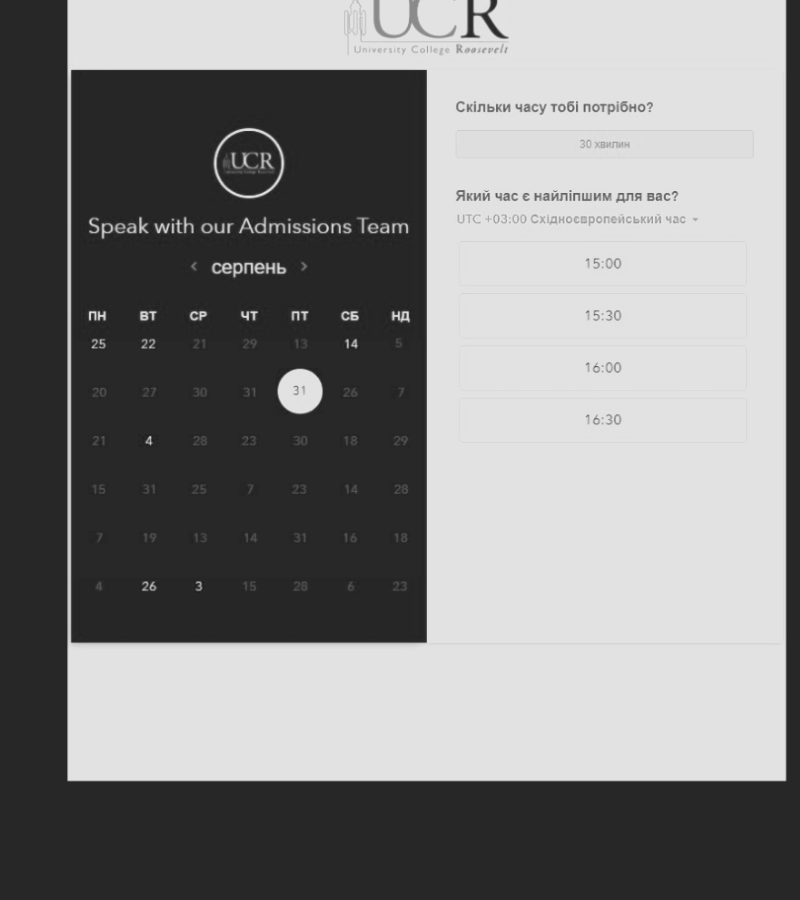 UCR
University College Roosevelt
UCR
Speak with our Admissions Team
‹ серпень ›
ПН ВТ СР ЧТ ПТ СБ НД
25 22 21 29 13 14 5
20 27 30 31 31 26 7
21 4 28 23 30 18 29
15 31 25 7 23 14 28
7 19 13 14 31 16 18
4 26 3 15 28 6 23
Скільки часу тобі потрібно?
30 хвилин
Який час є найліпшим для вас?
UTC +03:00 Східноєвропейський час
15:00
15:30
16:00
16:30